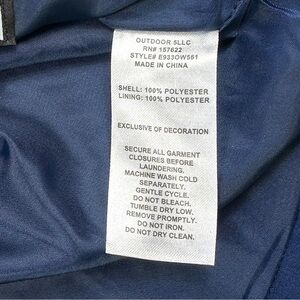 OUTDOOR 5LLC
RN# 157622
STYLE# E933OW561
MADE IN CHINA
SHELL: 100% POLYESTER
LINING: 100% POLYESTER
EXCLUSIVE OF DECORATION
SECURE ALL GARMENT
CLOSURES BEFORE
LAUNDERING.
MACHINE WASH COLD
SEPARATELY.
GENTLE CYCLE.
DO NOT BLEACH.
TUMBLE DRY LOW.
REMOVE PROMPTLY.
DO NOT IRON.
DO NOT DRY CLEAN.